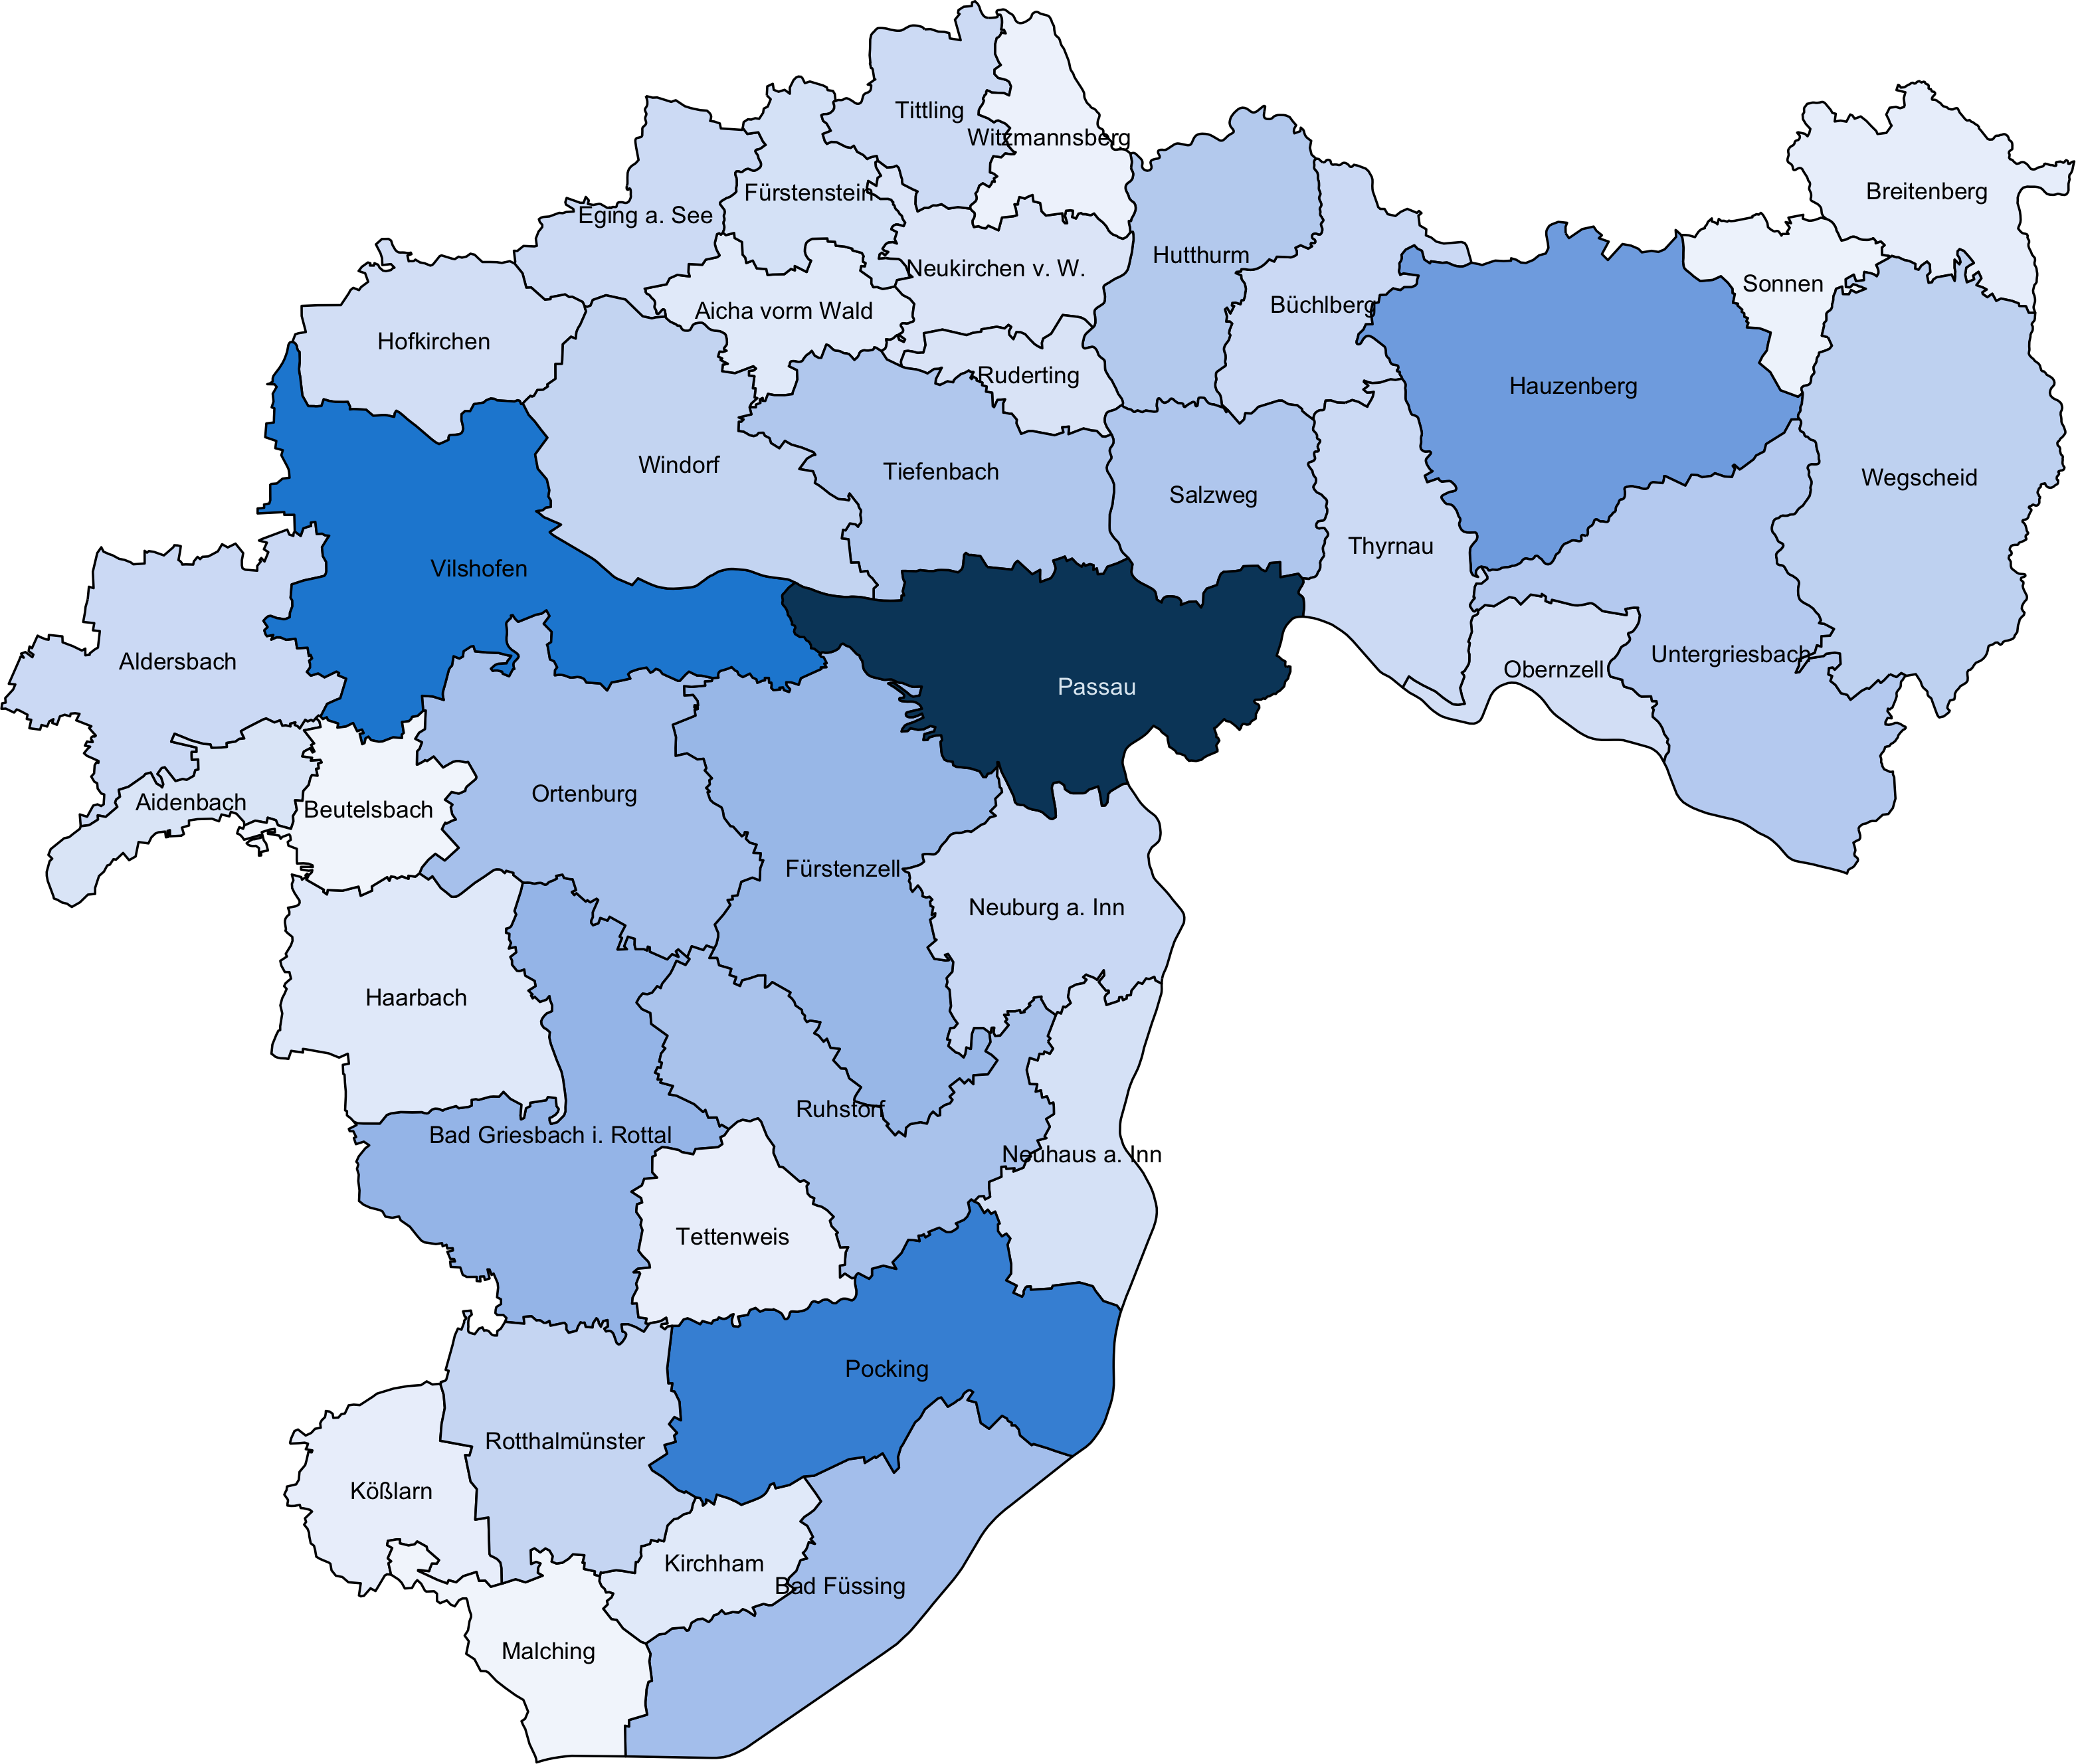 Tittling
Witzmannsberg
Fürstenstein
Breitenberg
Eging a. See
Hutthurm
Neukirchen v. W.
Sonnen
Büchlberg
Aicha vorm Wald
Hofkirchen
Ruderting
Hauzenberg
Windorf
Tiefenbach
Wegscheid
Salzweg
Thyrnau
Vilshofen
Untergriesbach
Aldersbach
Obernzell
Passau
Ortenburg
Aidenbach
Beutelsbach
Fürstenzell
Neuburg a. Inn
Haarbach
Ruhstorf
Bad Griesbach i. Rottal
Neuhaus a. Inn
Tettenweis
Pocking
Rotthalmünster
Kößlarn
Kirchham
Bad Füssing
Malching